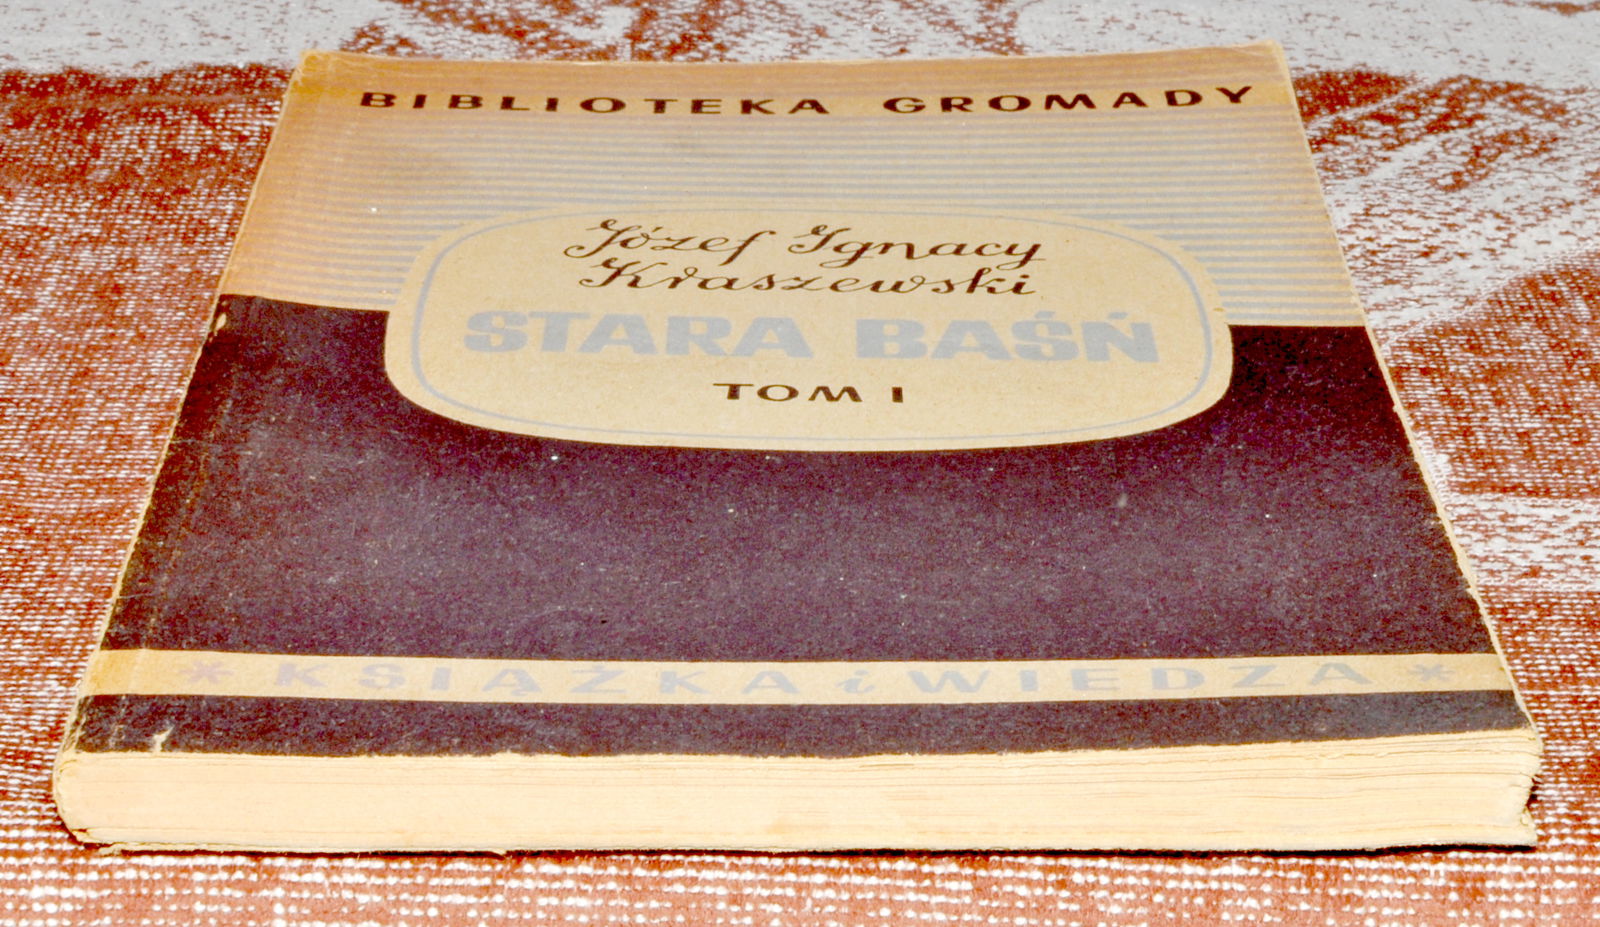 BIBLIOTEKA GROMADY
Józef Ignacy
Kraszewski
STARA BAŚŃ
TOM I
* KSIĄŻKA i WIEDZA *